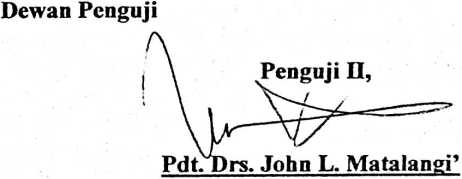 Dewan Penguji
Penguji II,
Pdt. Drs. John L. Matalangi’